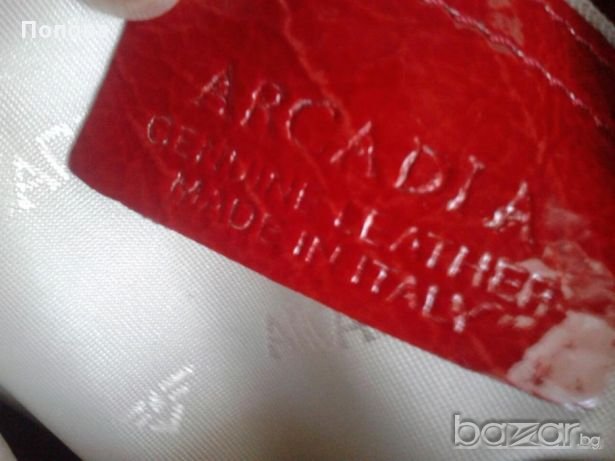 ARCADIA
GENUINE LEATHER
MADE IN ITALY
bazar.bg